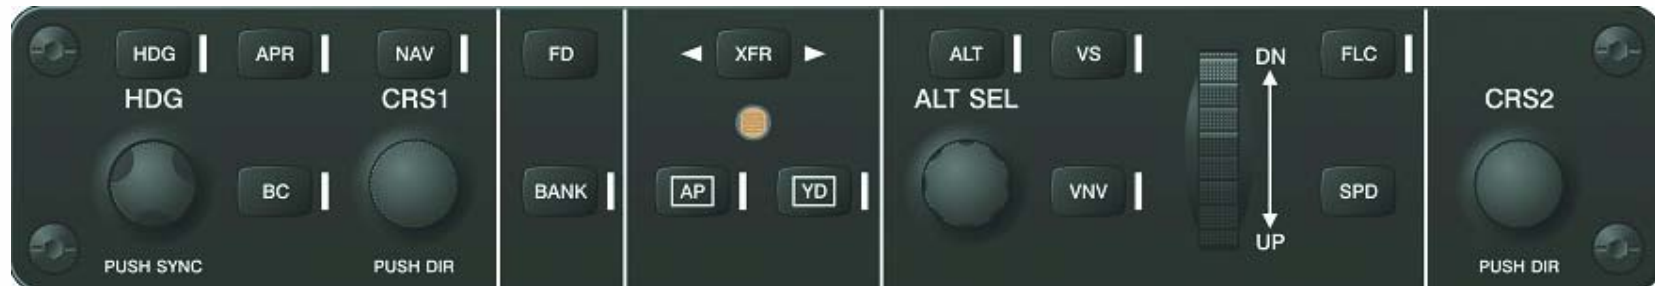 HDG APR NAV FD XFR ALT VS DN FLC
HDG CRS1 ALT SEL CRS2
BC BANK AP YD VNV SPD
UP
PUSH SYNC PUSH DIR PUSH DIR